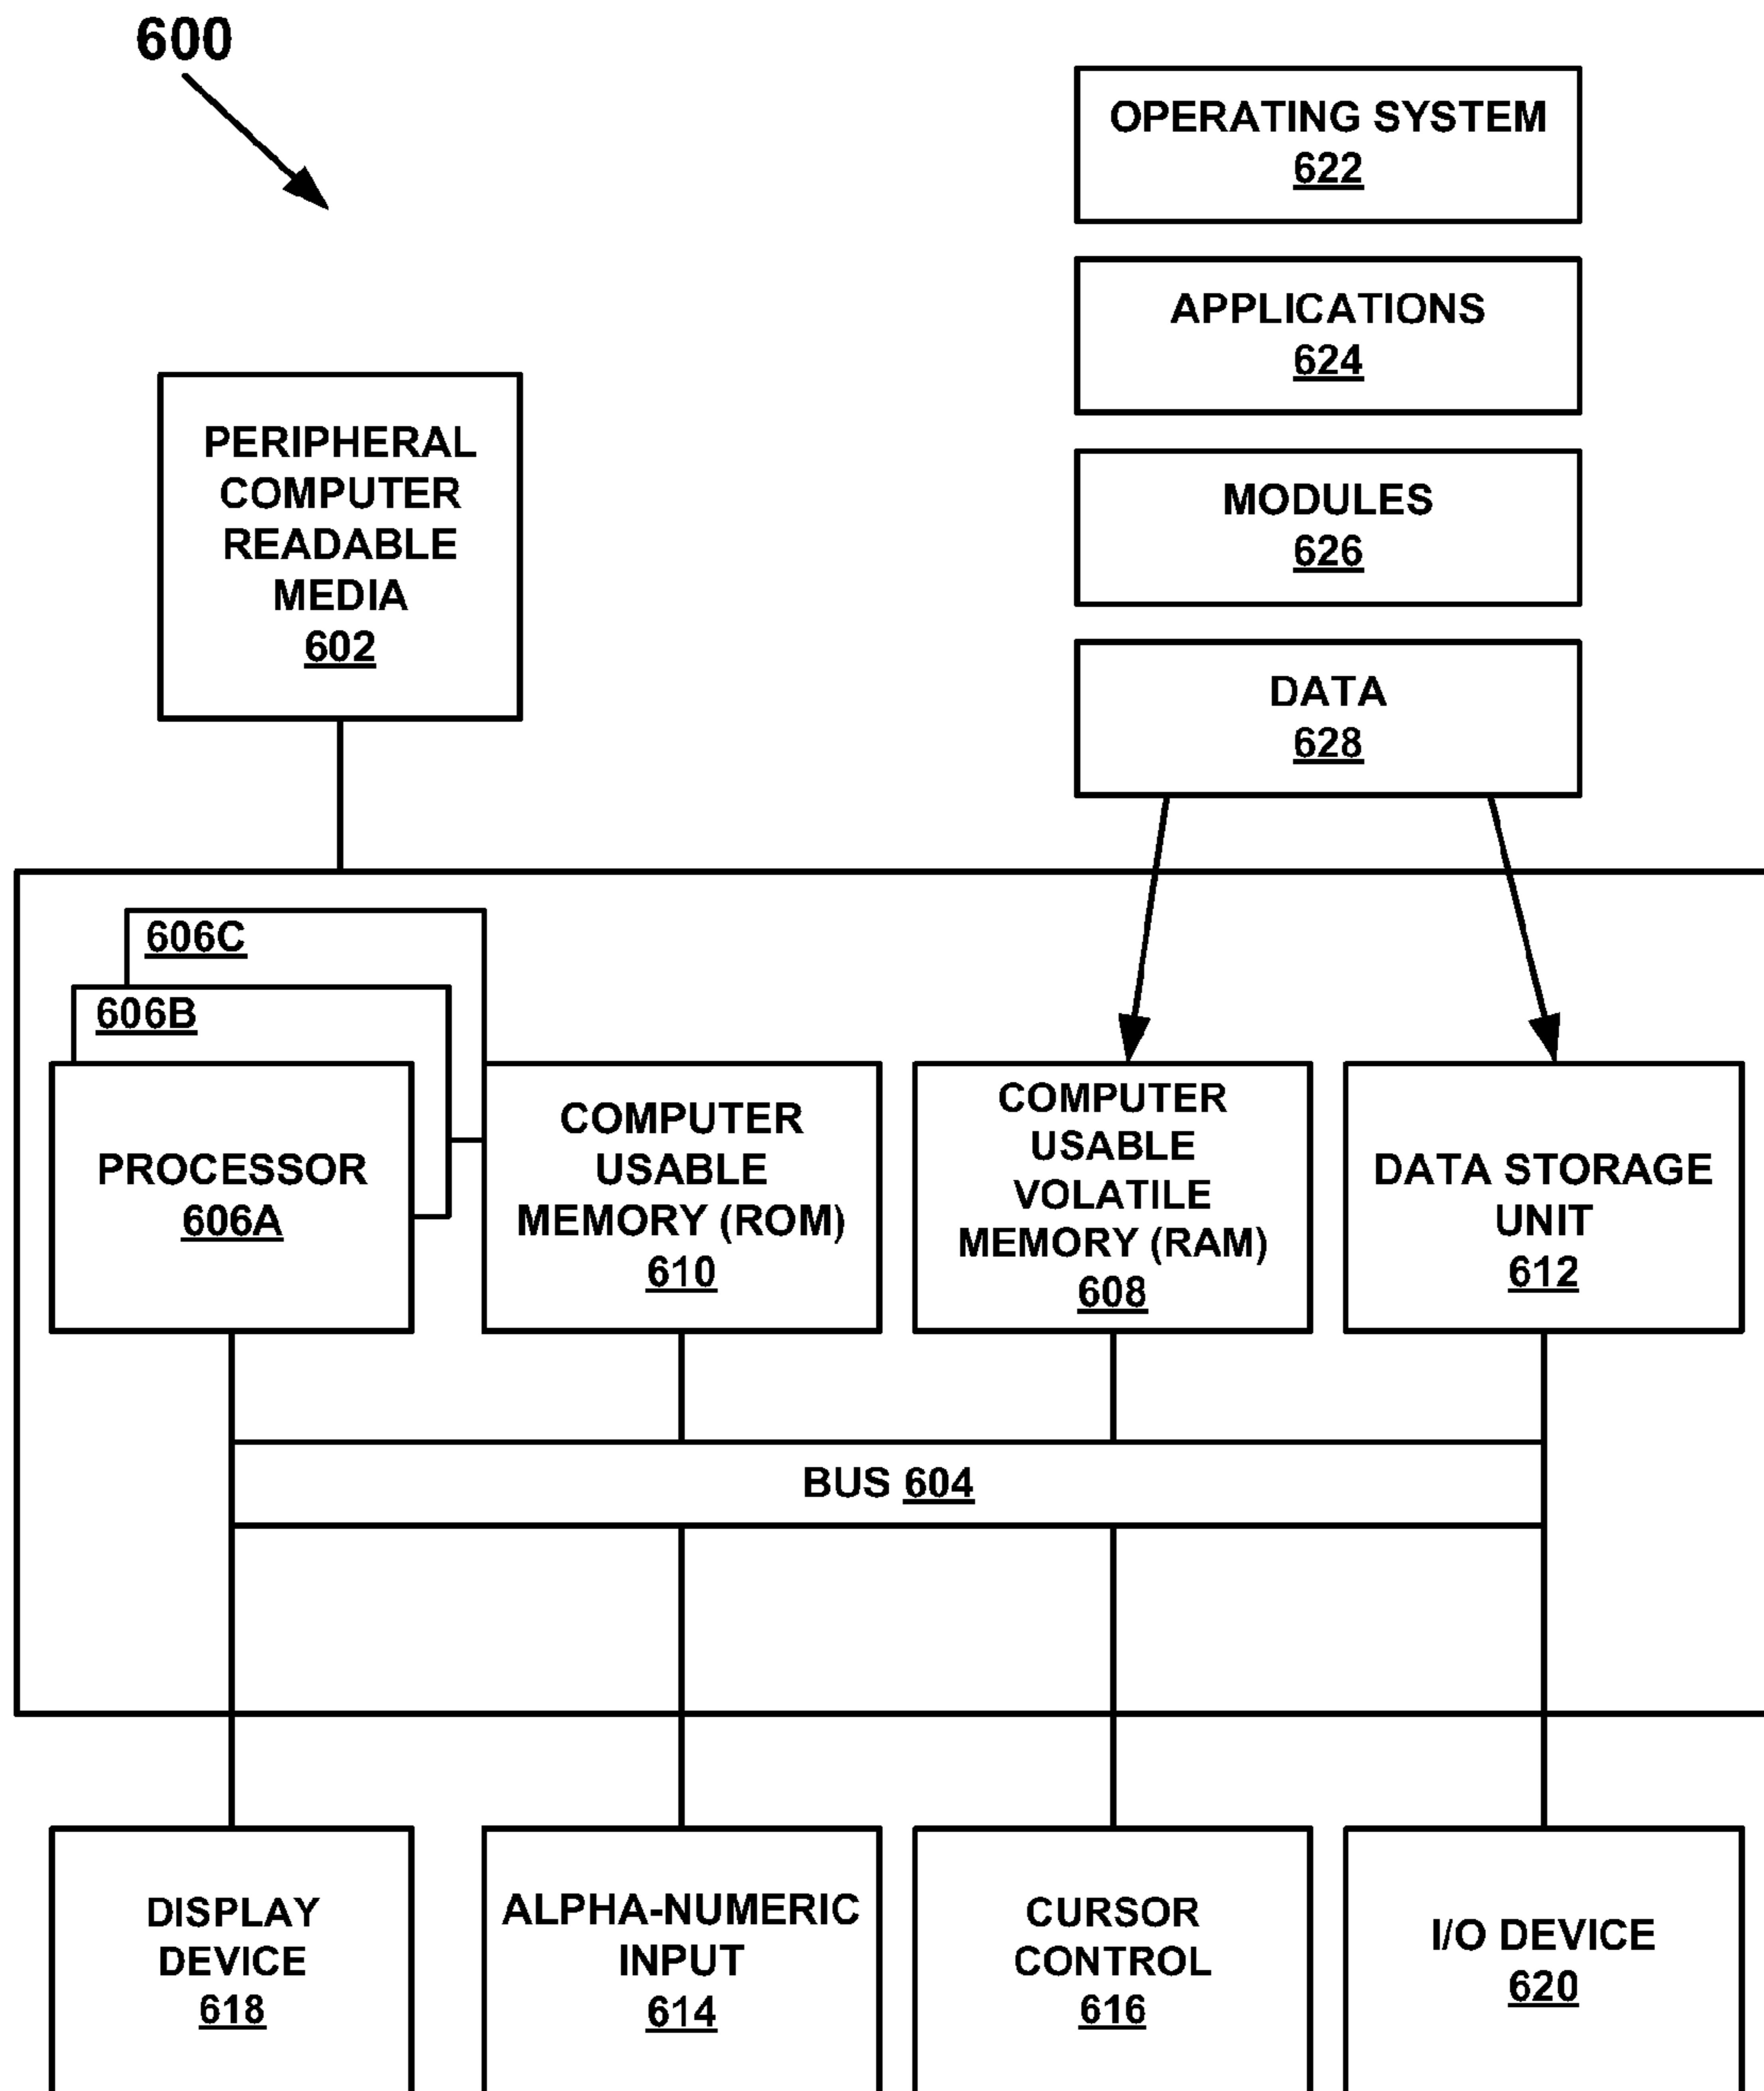 600
OPERATING SYSTEM
622
APPLICATIONS
624
PERIPHERAL
COMPUTER
READABLE
MEDIA
602
MODULES
626
DATA
628
606C
606B
PROCESSOR
606A
COMPUTER
USABLE
MEMORY (ROM)
610
COMPUTER
USABLE
VOLATILE
MEMORY (RAM)
608
DATA STORAGE
UNIT
612
BUS 604
DISPLAY
DEVICE
618
ALPHA-NUMERIC
INPUT
614
CURSOR
CONTROL
616
I/O DEVICE
620